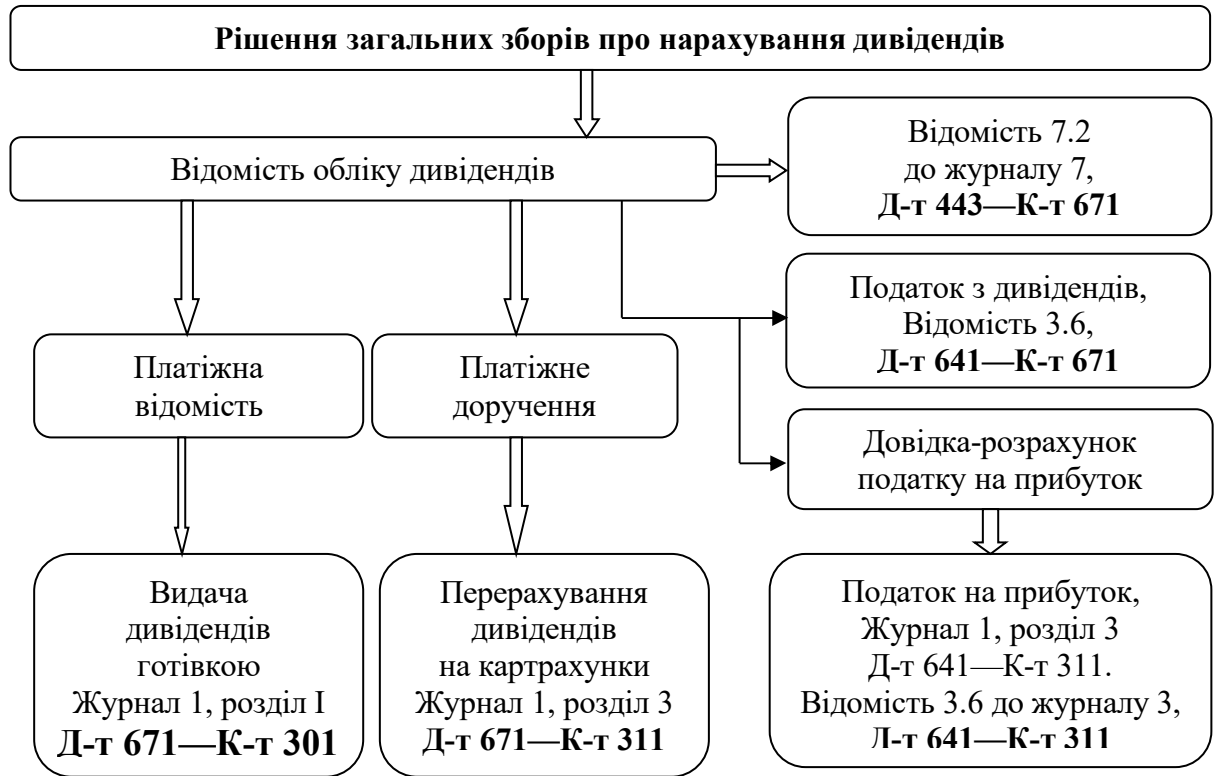 Рішення загальних зборів про нарахування дивідендів
Відомість обліку дивідендів
Відомість 7.2
до журналу 7,
Д-т 443—К-т 671
Податок з дивідендів,
Відомість 3.6,
Д-т 641—К-т 671
Платіжна
відомість
Платіжне
доручення
Довідка-розрахунок
податку на прибуток
Видача
дивідендів
готівкою
Журнал 1, розділ I
Д-т 671—К-т 301
Перерахування
дивідендів
на картрахунки
Журнал 1, розділ 3
Д-т 671—К-т 311
Податок на прибуток,
Журнал 1, розділ 3
Д-т 641—К-т 311.
Відомість 3.6 до журналу 3,
Д-т 641—К-т 311